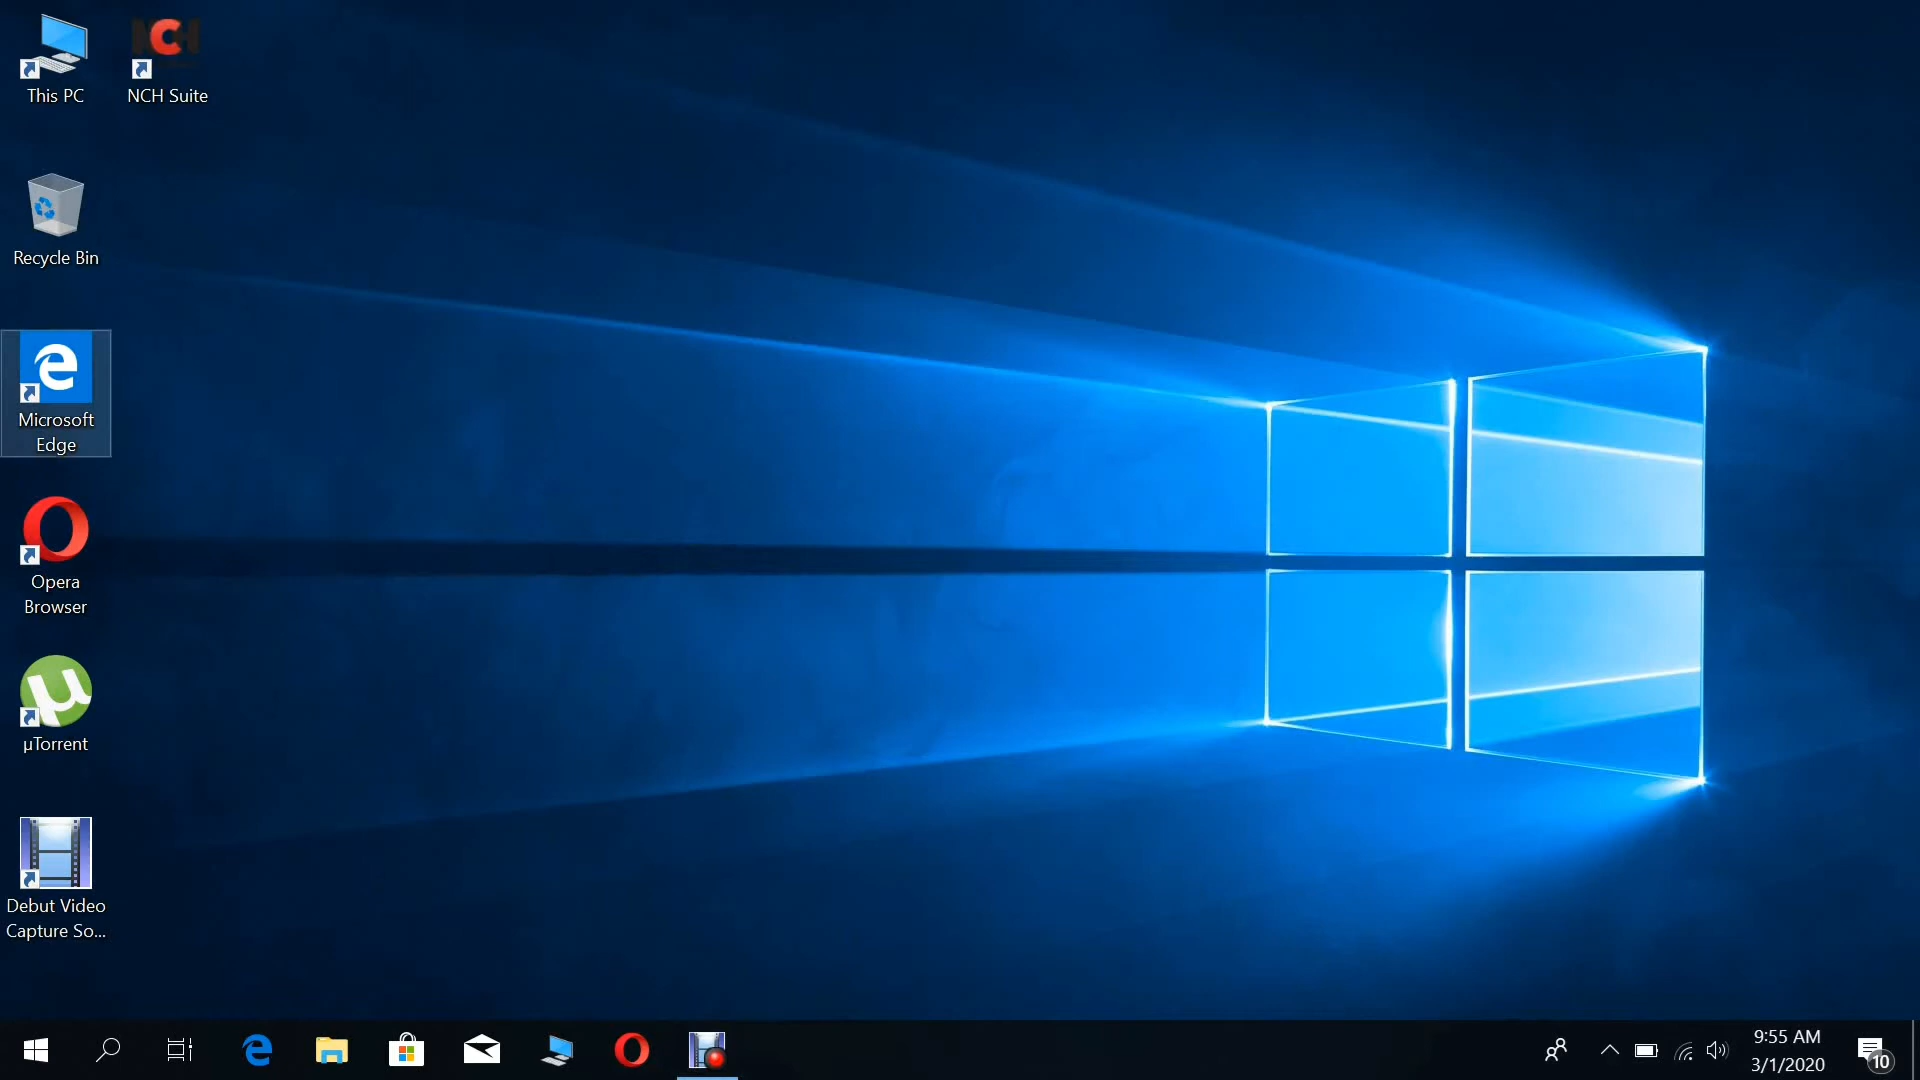 This PC
NCH
NCH Suite
Recycle Bin
Microsoft
Edge
Opera
Browser
µTorrent
Debut Video
Capture So...
9:55 AM
3/1/2020
10